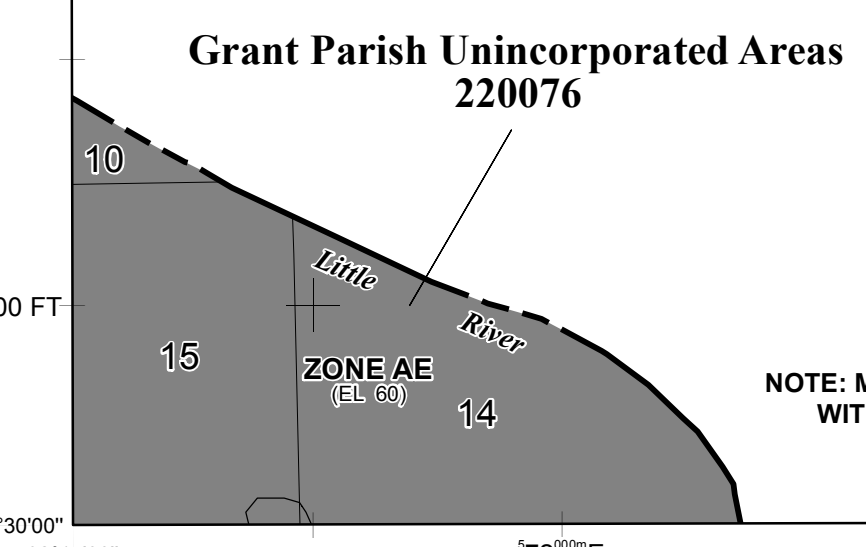 Grant Parish Unincorporated Areas
220076
10
Little
00 FT
River
15
ZONE AE
(EL 60)
14
NOTE: M
WIT
°30'00"
000m